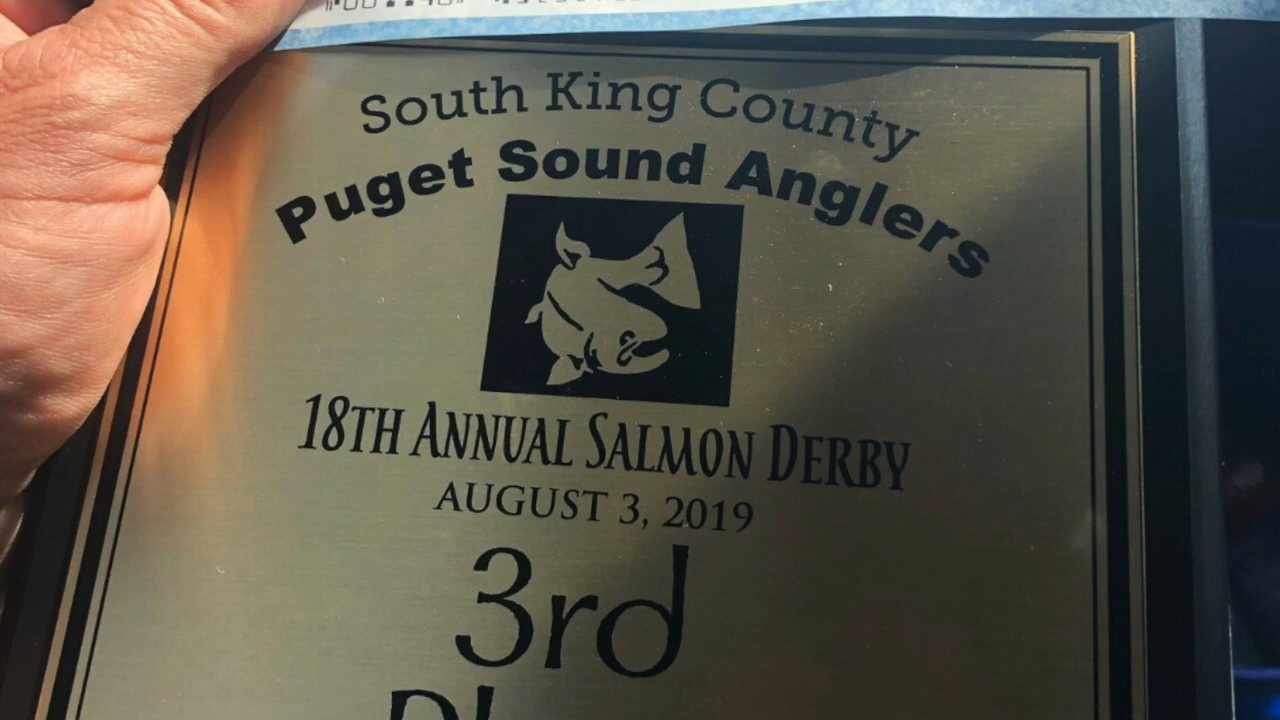 South King County
Puget Sound Anglers
18TH ANNUAL SALMON DERBY
AUGUST 3, 2019
3rd